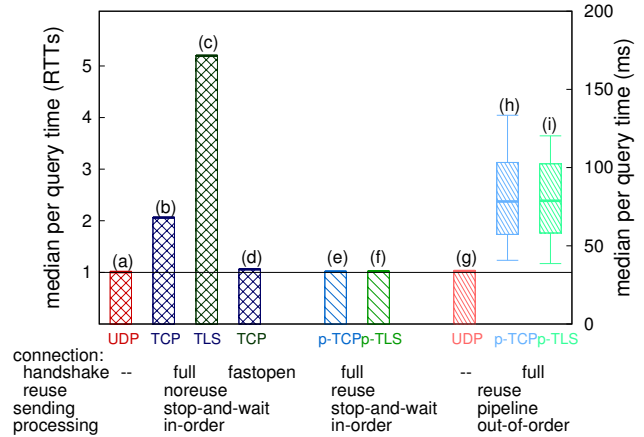 median per query time (RTTs)
5
4
3
2
1
200
150
100
50
0
median per query time (ms)
(a)
(b)
(c)
(d)
(e)
(f)
(g)
(h)
(i)
UDP TCP TLS TCP p-TCP p-TLS UDP p-TCP p-TLS
connection:
handshake -- full fastopen full -- full
reuse noreuse reuse reuse
sending stop-and-wait stop-and-wait pipeline
processing in-order in-order out-of-order